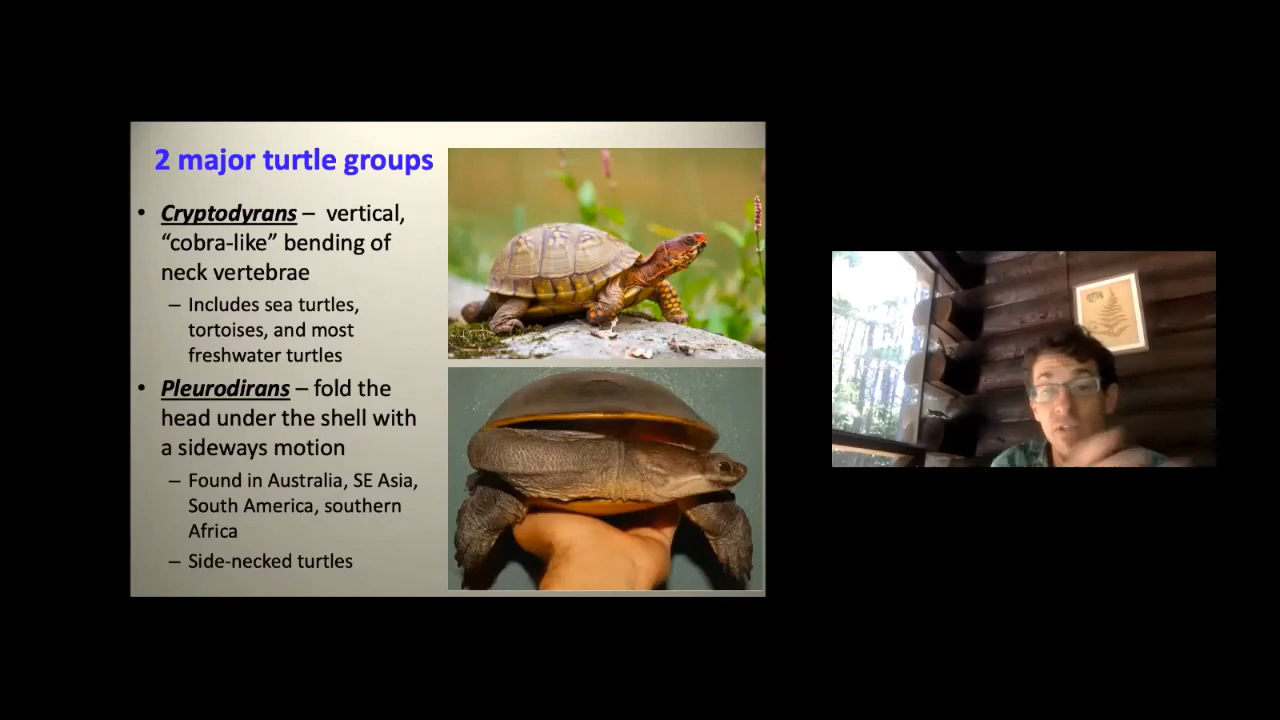 2 major turtle groups
• Cryptodyrans – vertical,
“cobra-like” bending of
neck vertebrae
– Includes sea turtles,
tortoises, and most
freshwater turtles
• Pleurodirans – fold the
head under the shell with
a sideways motion
– Found in Australia, SE Asia,
South America, southern
Africa
– Side-necked turtles